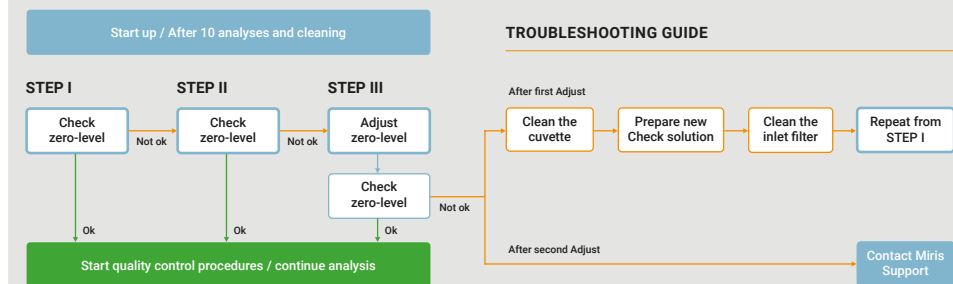 Start up / After 10 analyses and cleaning
TROUBLESHOOTING GUIDE
STEP I
STEP II
STEP III
After first Adjust
Check
zero-level
Not ok
Check
zero-level
Not ok
Adjust
zero-level
Clean the
cuvette
Prepare new
Check solution
Clean the
inlet filter
Repeat from
STEP I
Check
zero-level
Not ok
Ok
Ok
Ok
After second Adjust
Start quality control procedures / continue analysis
Contact Miris
Support